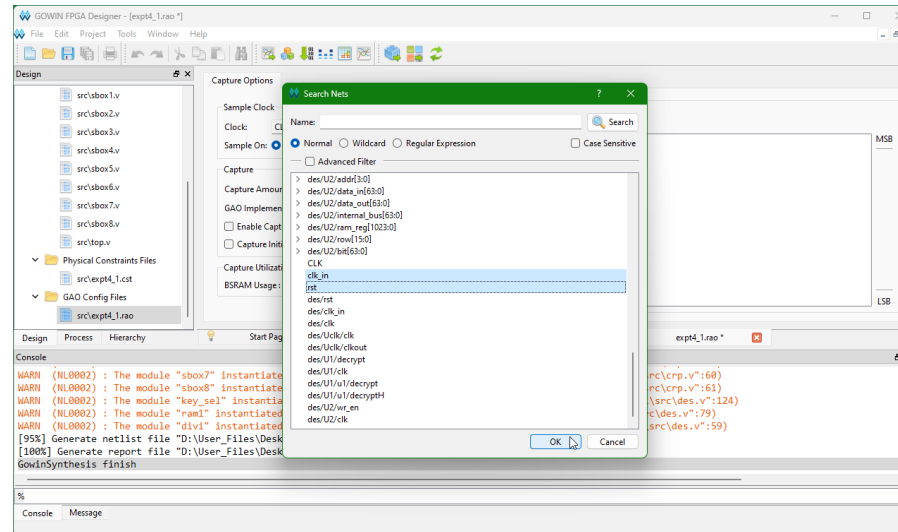 GOWIN FPGA Designer - [expt4_1.rao *]
File Edit Project Tools Window Help
Design
src\sbox1.v
src\sbox2.v
src\sbox3.v
src\sbox4.v
src\sbox5.v
src\sbox6.v
src\sbox7.v
src\sbox8.v
src\top.v
Physical Constraints Files
src\expt4_1.cst
GAO Config Files
src\expt4_1.rao
Design Process Hierarchy
Capture Options
Sample Clock
Clock: CL
Sample On:
Capture
Capture Amour
GAO Implemen
Enable Capt
Capture Initi
Capture Utilizati
BSRAM Usage:
Start Pag
Search Nets
? ×
Name:
Search
Normal Wildcard Regular Expression Case Sensitive
Advanced Filter
> des/U2/addr[3:0]
> des/U2/data_in[63:0]
> des/U2/data_out[63:0]
> des/U2/internal_bus[63:0]
> des/U2/ram_reg[1023:0]
> des/U2/row[15:0]
> des/U2/bit[63:0]
CLK
clk_in
rst
des/rst
des/clk_in
des/clk
des/Uclk/clk
des/Uclk/clkout
des/U1/decrypt
des/U1/clk
des/U1/u1/decrypt
des/U1/u1/decryptH
des/U2/wr_en
des/U2/clk
OK Cancel
MSB
LSB
expt4_1.rao *
Console
WARN (NL0002) : The module "sbox7" instantiate rc\crp.v":60)
WARN (NL0002) : The module "sbox8" instantiate rc\crp.v":61)
WARN (NL0002) : The module "key_sel" instantia \src\des.v":124)
WARN (NL0002) : The module "ram1" instantiated rc\des.v":79)
WARN (NL0002) : The module "divi" instantiated src\des.v":59)
[95%] Generate netlist file "D:\User_Files\Desk
[100%] Generate report file "D:\User_Files\Desk
GowinSynthesis finish
%
Console Message